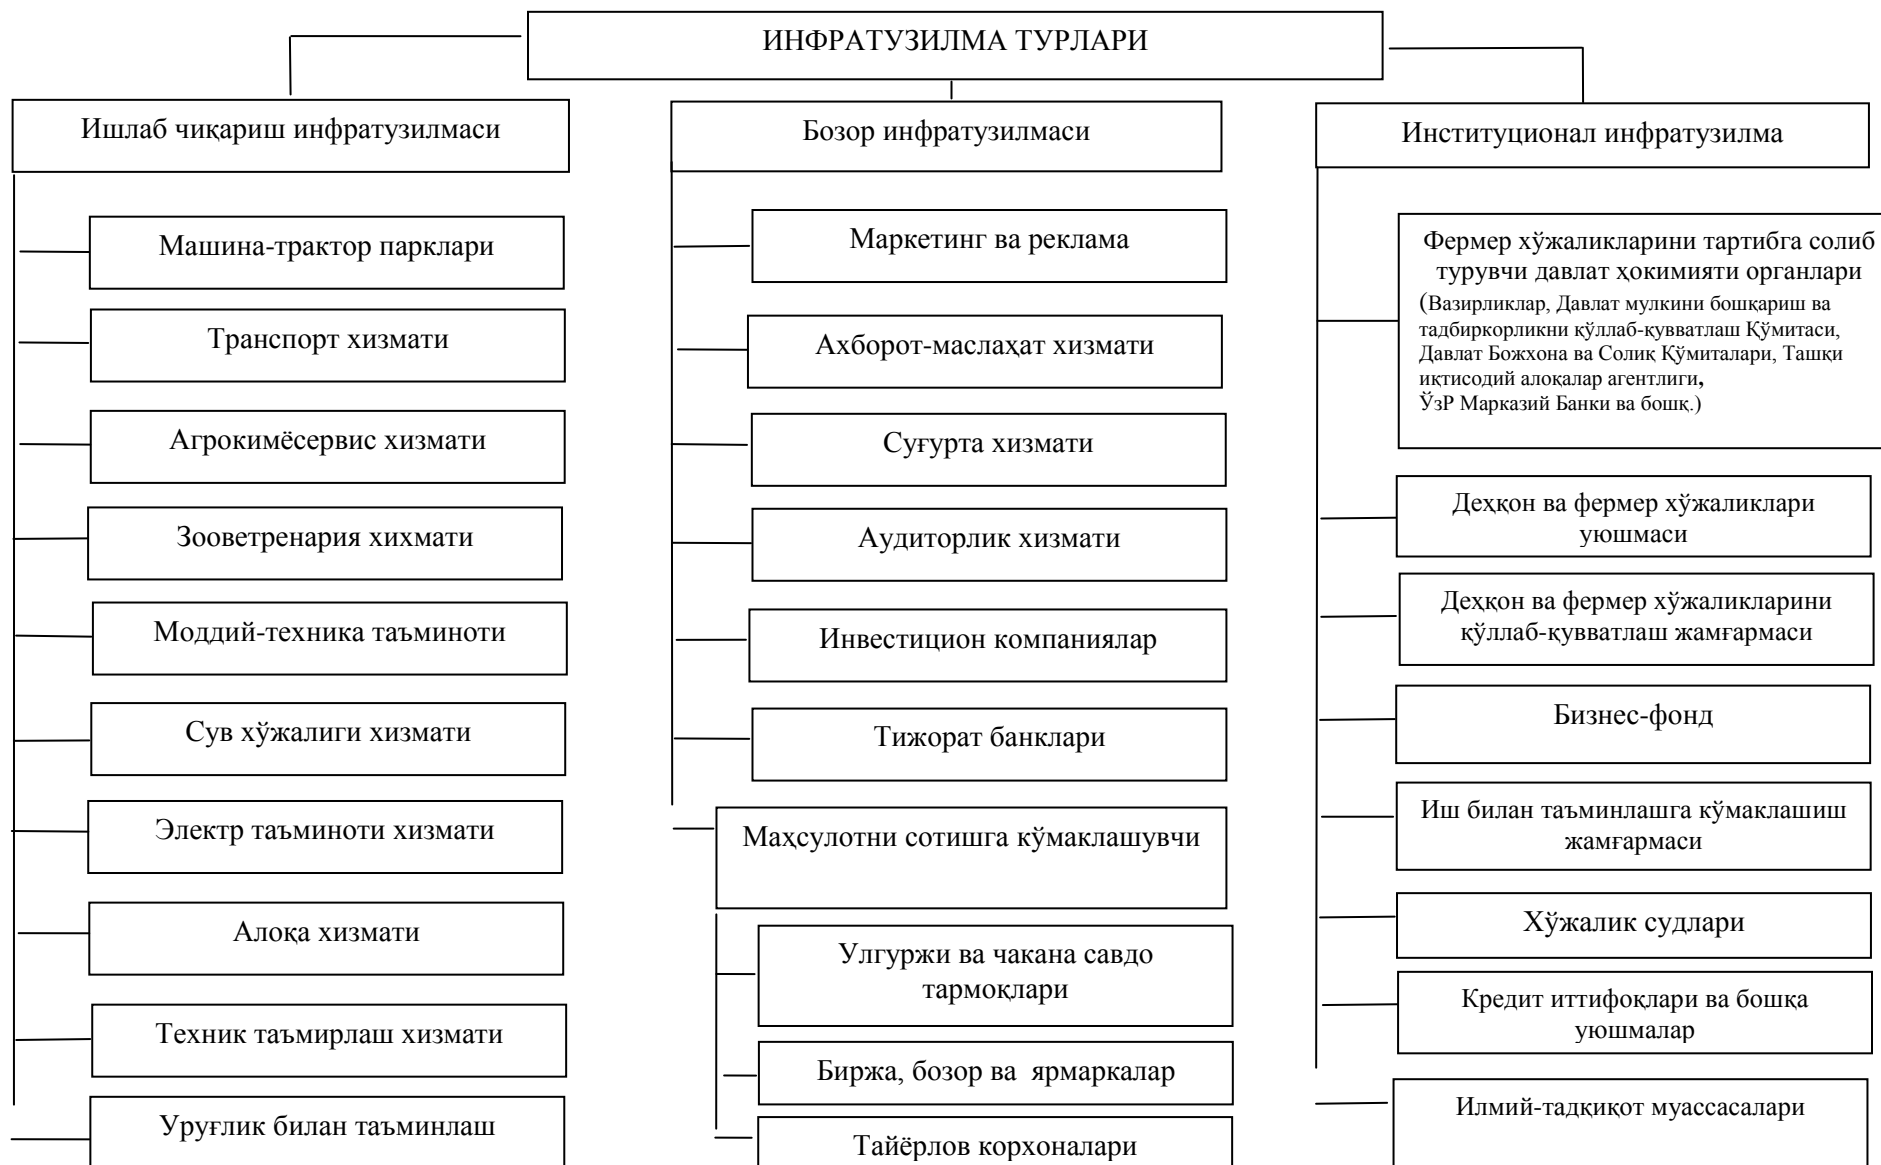 ИНФРАТУЗИЛМА ТУРЛАРИ
Ишлаб чиқариш инфратузилмаси
Машина-трактор парклари
Транспорт хизмати
Агрокимёсервис хизмати
Зооветренария хихмати
Моддий-техника таъминоти
Сув хўжалиги хизмати
Электр таъминоти хизмати
Алоқа хизмати
Техник таъмирлаш хизмати
Уруғлик билан таъминлаш
Бозор инфратузилмаси
Маркетинг ва реклама
Ахборот-маслаҳат хизмати
Суғурта хизмати
Аудиторлик хизмати
Инвестицион компаниялар
Тижорат банклари
Маҳсулотни сотишга кўмаклашувчи
Улгуржи ва чакана савдо
тармоқлари
Биржа, бозор ва ярмаркалар
Тайёрлов корхоналари
Институционал инфратузилма
Фермер хўжаликларини тартибга солиб
турувчи давлат ҳокимияти органлари
(Вазирликлар, Давлат мулкини бошқариш ва
тадбиркорликни қўллаб-қувватлаш Қўмитаси,
Давлат Божхона ва Солиқ Қўмиталари, Ташқи
иқтисодий алоқалар агентлиги,
ЎзР Марказий Банки ва бошқ.)
Деҳқон ва фермер хўжаликлари
уюшмаси
Деҳқон ва фермер хўжаликларини
қўллаб-қувватлаш жамғармаси
Бизнес-фонд
Иш билан таъминлашга кўмаклашиш
жамғармаси
Хўжалик судлари
Кредит иттифоқлари ва бошқа
уюшмалар
Илмий-тадқиқот муассасалари